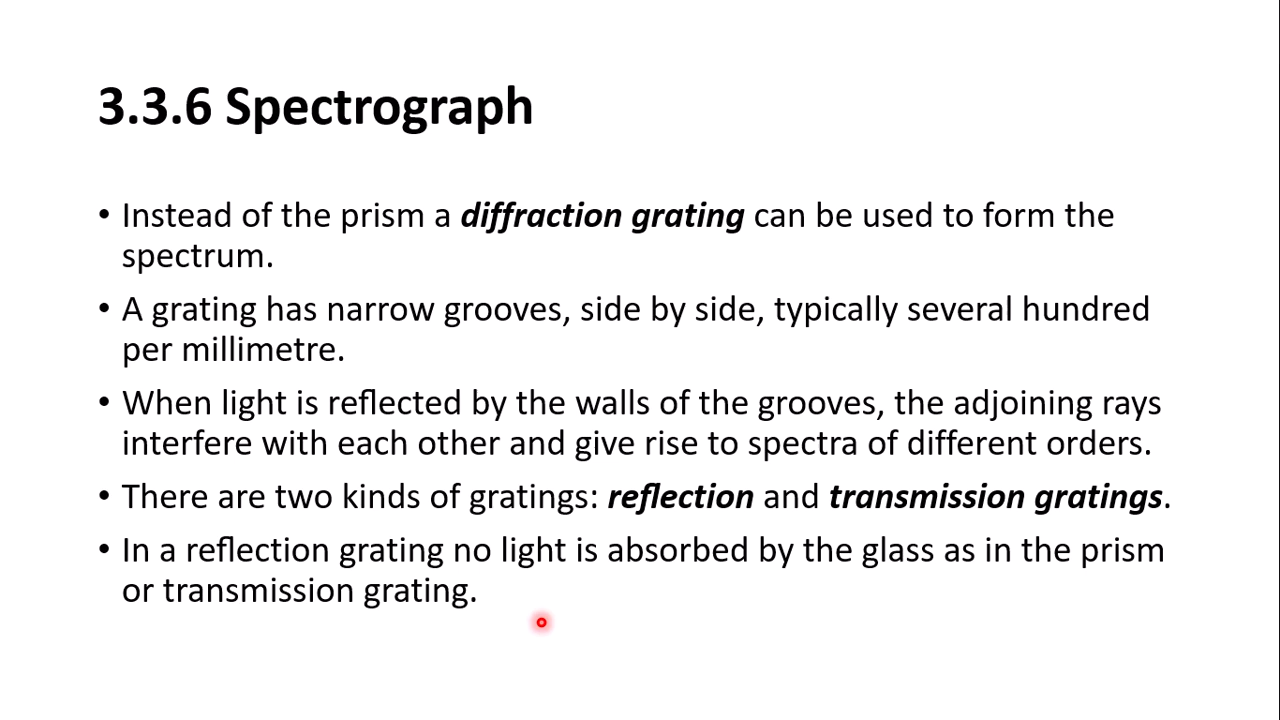 3.3.6 Spectrograph
• Instead of the prism a diffraction grating can be used to form the
spectrum.
• A grating has narrow grooves, side by side, typically several hundred
per millimetre.
• When light is reflected by the walls of the grooves, the adjoining rays
interfere with each other and give rise to spectra of different orders.
• There are two kinds of gratings: reflection and transmission gratings.
• In a reflection grating no light is absorbed by the glass as in the prism
or transmission grating.